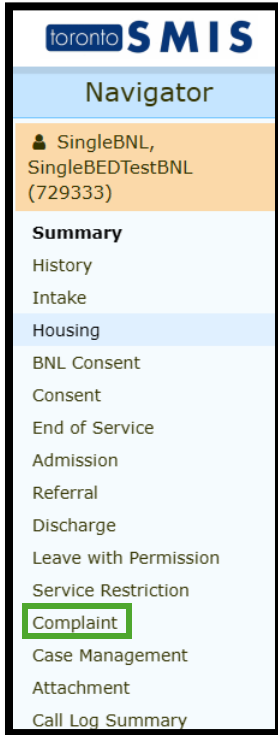 toronto SMIS
Navigator
SingleBNL,
SingleBEDTestBNL
(729333)
Summary
History
Intake
Housing
BNL Consent
Consent
End of Service
Admission
Referral
Discharge
Leave with Permission
Service Restriction
Complaint
Case Management
Attachment
Call Log Summary